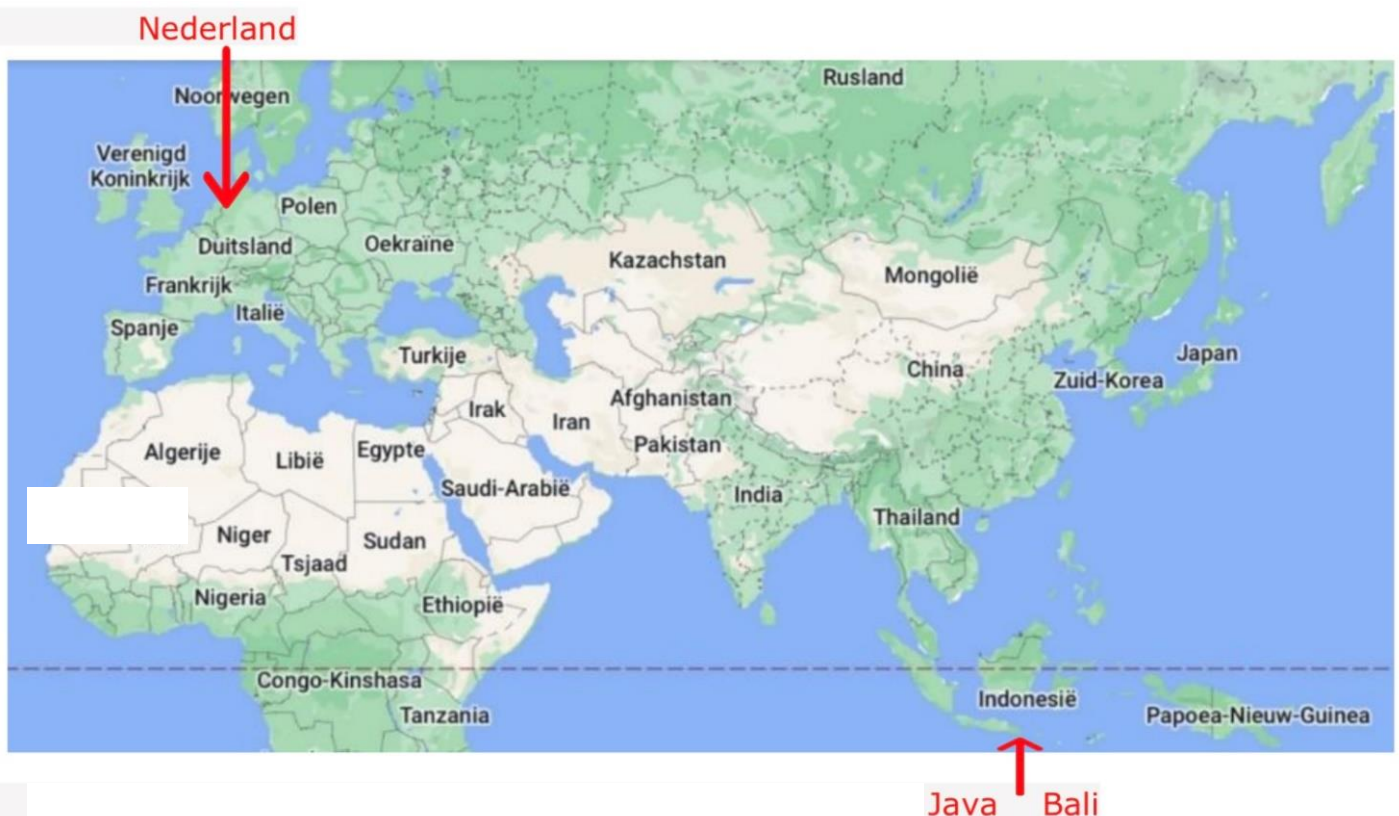 Nederland
Rusland
Noorwegen
Verenigd
Koninkrijk
Polen
Duitsland
Oekraïne
Kazachstan
Mongolië
Frankrijk
Italië
Spanje
Turkije
Japan
China
Zuid-Korea
Afghanistan
Irak
Iran
Pakistan
Algerije
Libië
Egypte
Saudi-Arabië
India
Thailand
Niger
Sudan
Tsjaad
Nigeria
Ethiopië
Congo-Kinshasa
Indonesië
Tanzania
Papoea-Nieuw-Guinea
Java
Bali